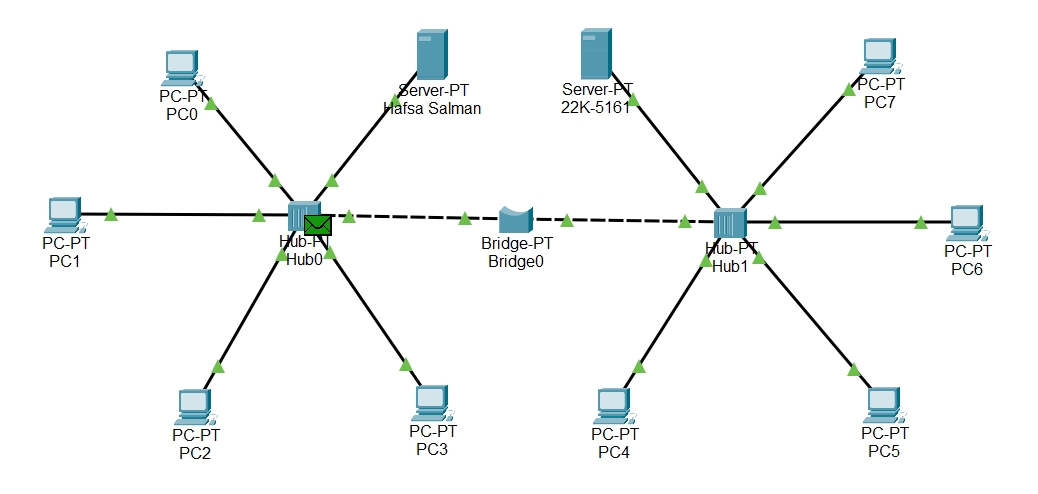 PC-PT
PC0
Server-PT
Hafsa Salman
Server-PT
22K-5161
PC-PT
PC7
PC-PT
PC1
Hub-PT
Hub0
Bridge-PT
Bridge0
Hub-PT
Hub1
PC-PT
PC6
PC-PT
PC2
PC-PT
PC3
PC-PT
PC4
PC-PT
PC5